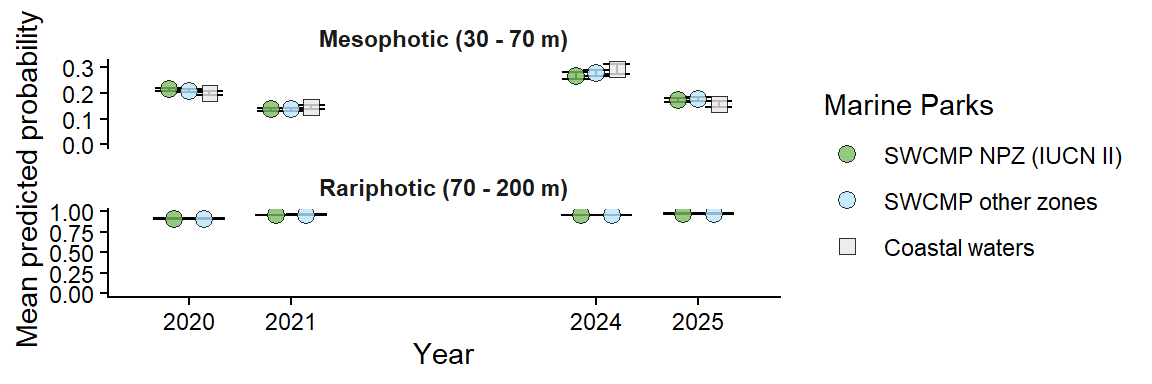 Mean predicted probability
Mesophotic (30 - 70 m)
0.3
0.2
0.1
0.0
Rariphotic (70 - 200 m)
1.00
0.75
0.50
0.25
0.00
2020
2021
2024
2025
Year
Marine Parks
SWCMP NPZ (IUCN II)
SWCMP other zones
Coastal waters